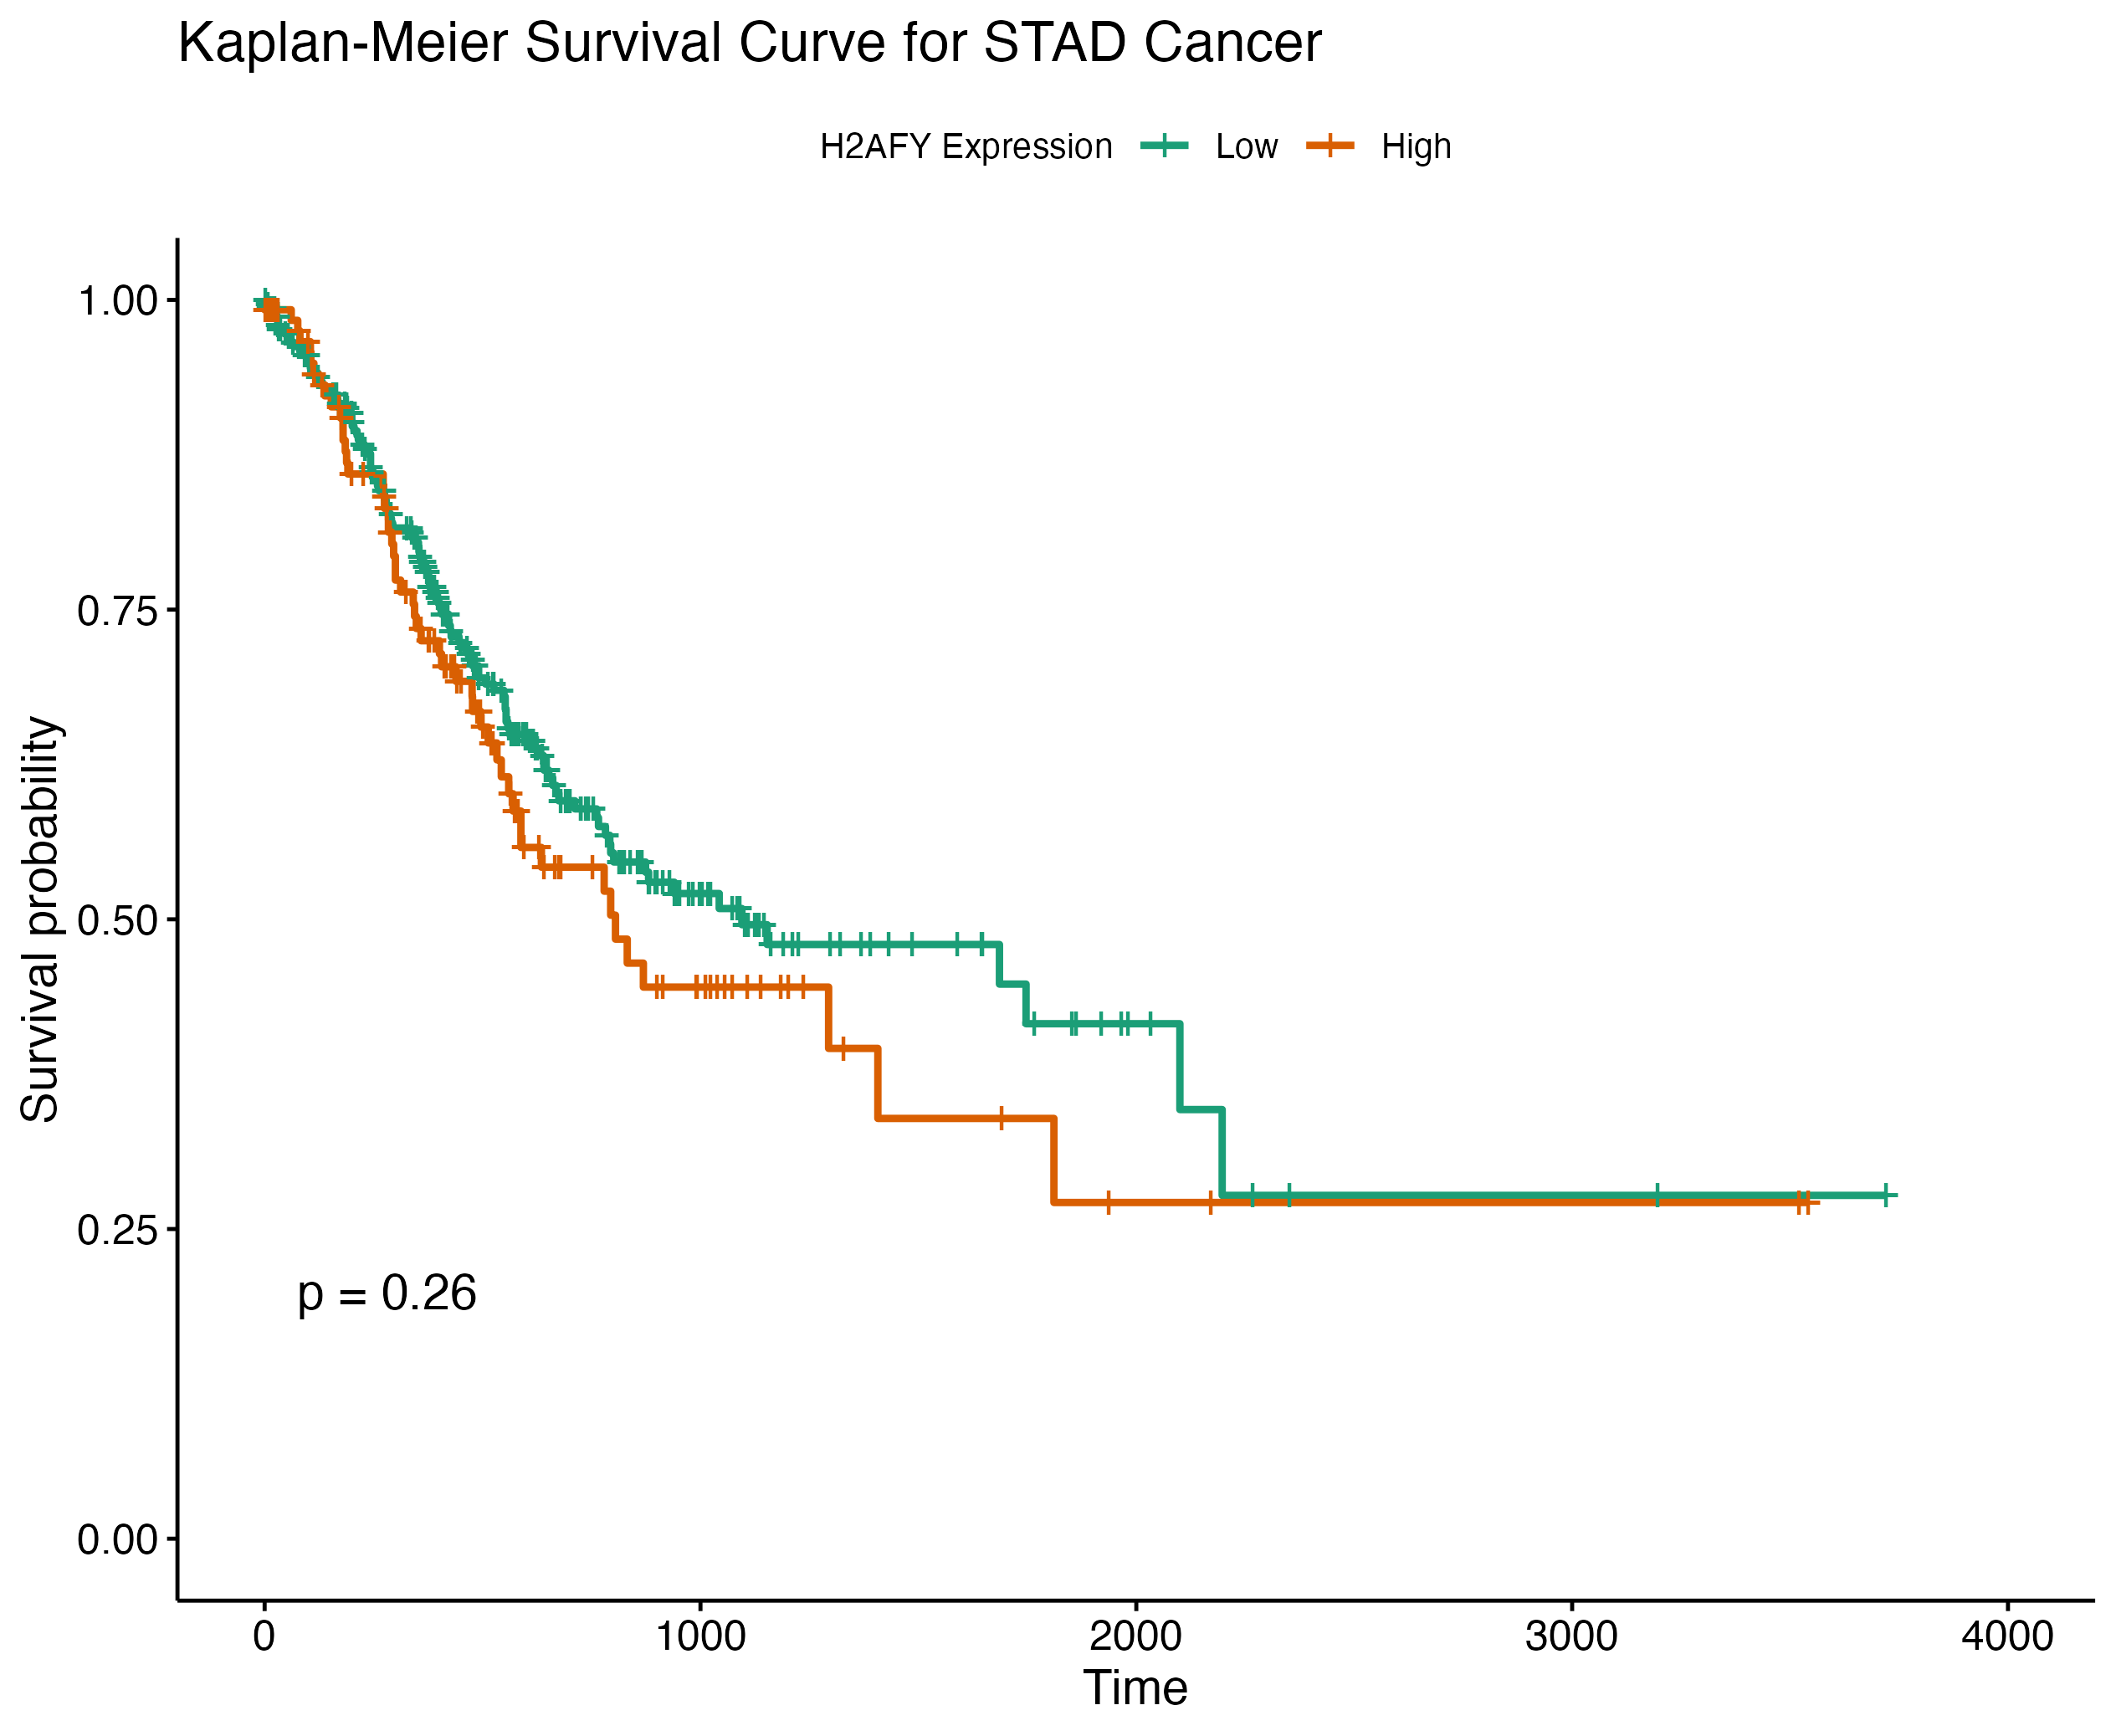 Kaplan-Meier Survival Curve for STAD Cancer
H2AFY Expression Low High
Survival probability
1.00
0.75
0.50
0.25
0.00
p = 0.26
0 1000 2000 3000 4000
Time